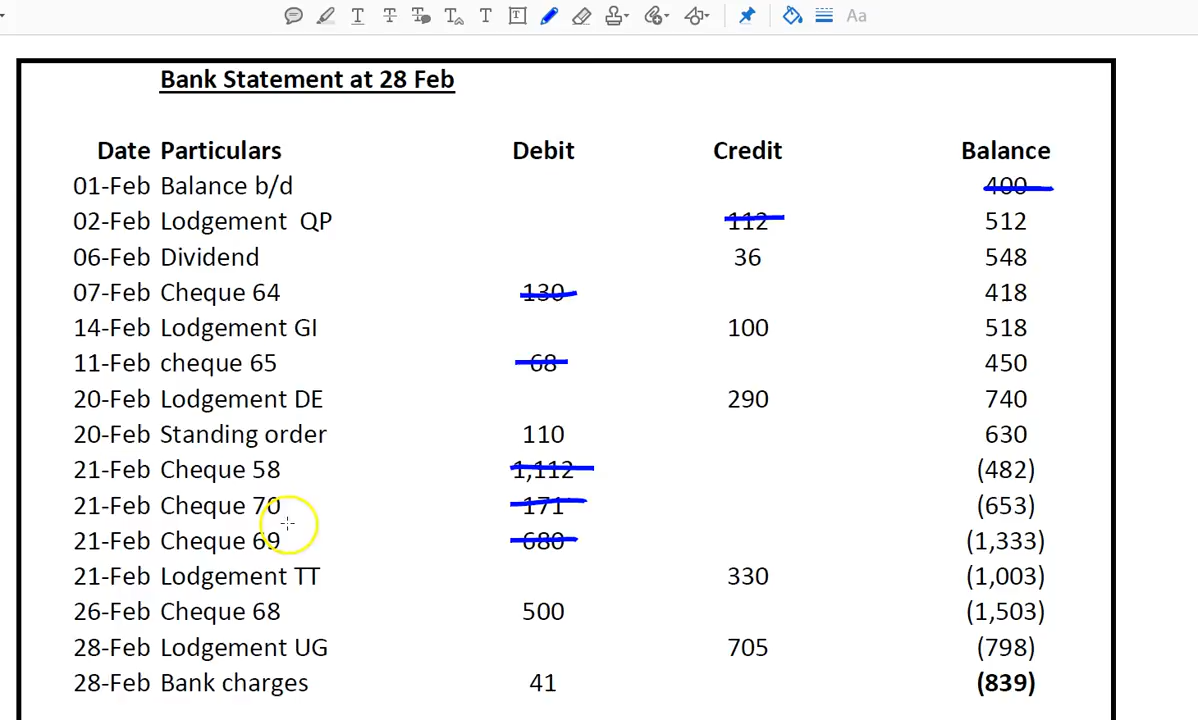 T T T T T Aa
Bank Statement at 28 Feb
Date Particulars Debit Credit Balance
01-Feb Balance b/d 400
02-Feb Lodgement QP 112 512
06-Feb Dividend 36 548
07-Feb Cheque 64 130 418
14-Feb Lodgement GI 100 518
11-Feb cheque 65 68 450
20-Feb Lodgement DE 290 740
20-Feb Standing order 110 630
21-Feb Cheque 58 1,112 (482)
21-Feb Cheque 70 171 (653)
21-Feb Cheque 69 680 (1,333)
21-Feb Lodgement TT 330 (1,003)
26-Feb Cheque 68 500 (1,503)
28-Feb Lodgement UG 705 (798)
28-Feb Bank charges 41 (839)